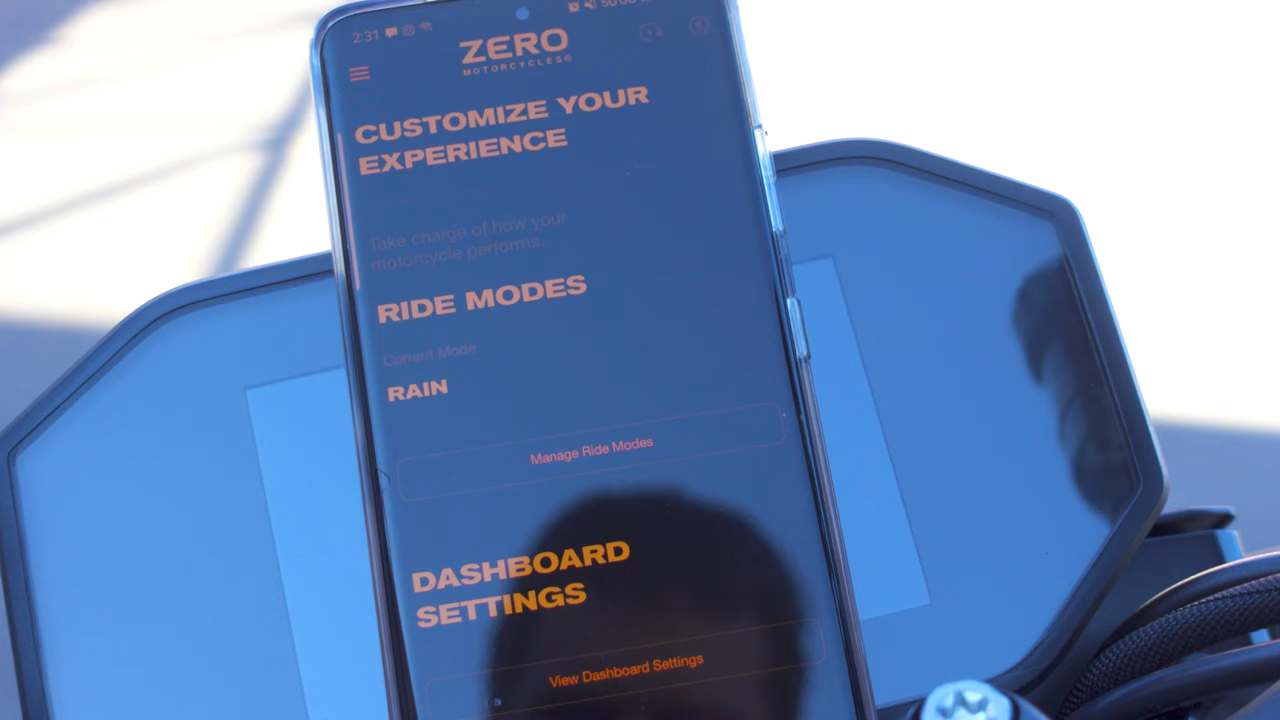 2:31
ZERO
MOTORCYCLES®
CUSTOMIZE YOUR
EXPERIENCE
Take charge of how your
motorcycle performs.
RIDE MODES
Current Mode:
RAIN
Manage Ride Modes
DASHBOARD
SETTINGS
View Dashboard Settings